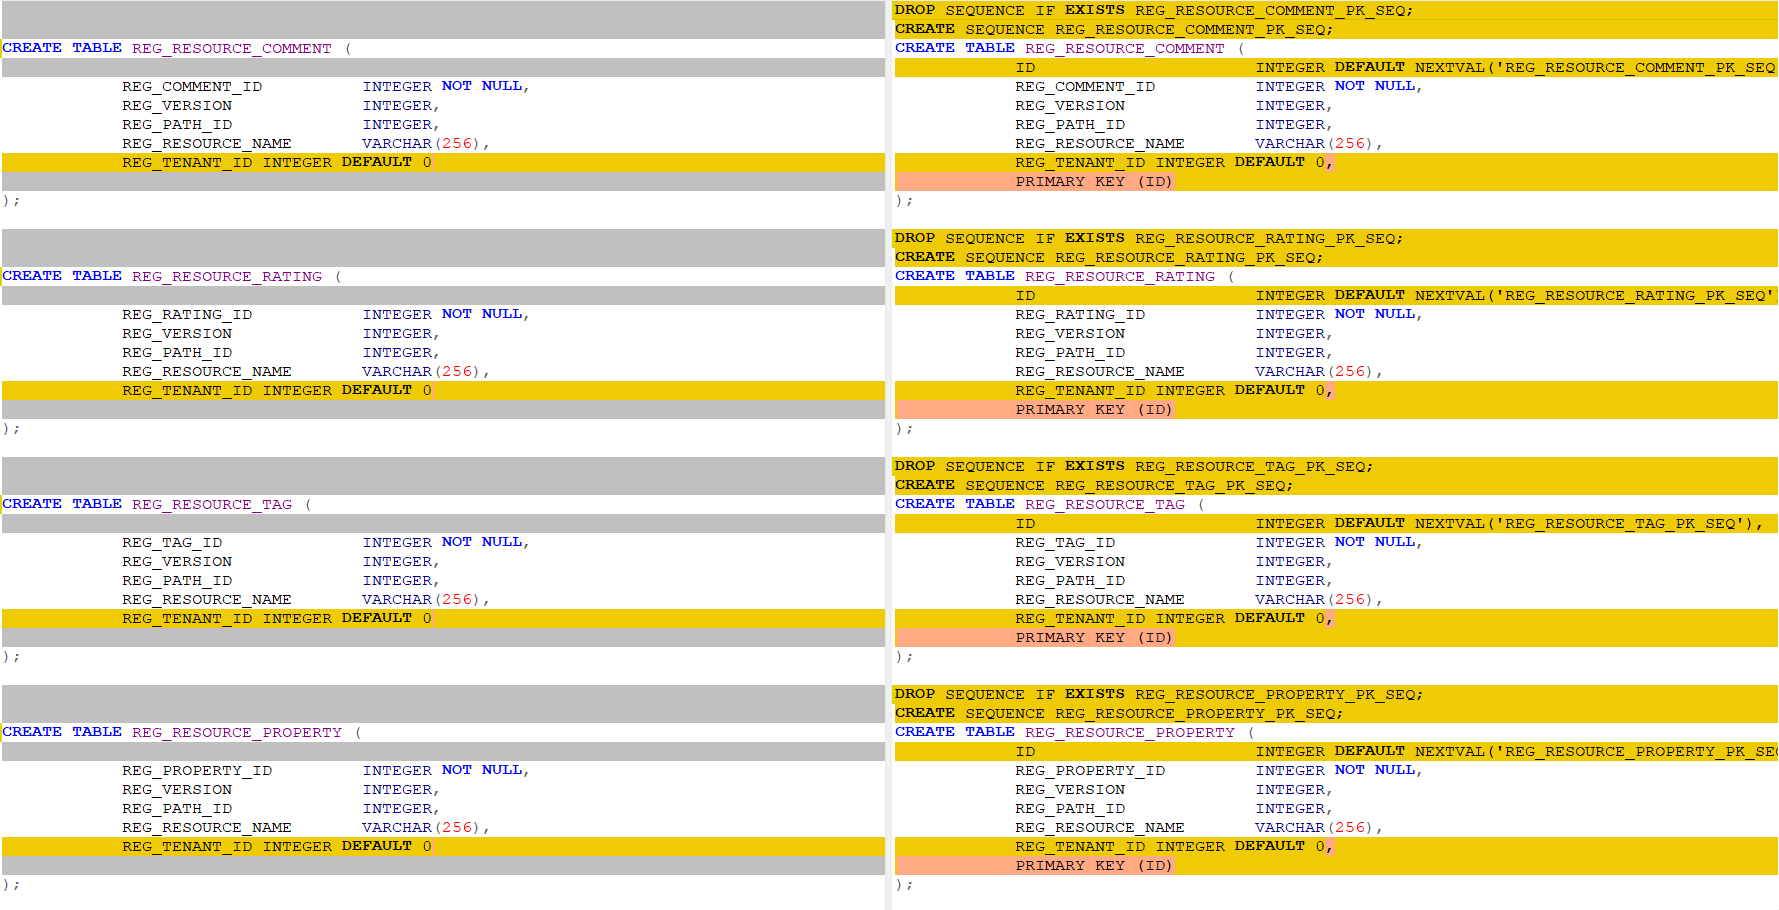 CREATE TABLE REG_RESOURCE_COMMENT (
REG_COMMENT_ID INTEGER NOT NULL,
REG_VERSION INTEGER,
REG_PATH_ID INTEGER,
REG_RESOURCE_NAME VARCHAR(256),
REG_TENANT_ID INTEGER DEFAULT 0
);
CREATE TABLE REG_RESOURCE_RATING (
REG_RATING_ID INTEGER NOT NULL,
REG_VERSION INTEGER,
REG_PATH_ID INTEGER,
REG_RESOURCE_NAME VARCHAR(256),
REG_TENANT_ID INTEGER DEFAULT 0
);
CREATE TABLE REG_RESOURCE_TAG (
REG_TAG_ID INTEGER NOT NULL,
REG_VERSION INTEGER,
REG_PATH_ID INTEGER,
REG_RESOURCE_NAME VARCHAR(256),
REG_TENANT_ID INTEGER DEFAULT 0
);
CREATE TABLE REG_RESOURCE_PROPERTY (
REG_PROPERTY_ID INTEGER NOT NULL,
REG_VERSION INTEGER,
REG_PATH_ID INTEGER,
REG_RESOURCE_NAME VARCHAR(256),
REG_TENANT_ID INTEGER DEFAULT 0
);
DROP SEQUENCE IF EXISTS REG_RESOURCE_COMMENT_PK_SEQ;
CREATE SEQUENCE REG_RESOURCE_COMMENT_PK_SEQ;
CREATE TABLE REG_RESOURCE_COMMENT (
ID INTEGER DEFAULT NEXTVAL('REG_RESOURCE_COMMENT_PK_SEQ
REG_COMMENT_ID INTEGER NOT NULL,
REG_VERSION INTEGER,
REG_PATH_ID INTEGER,
REG_RESOURCE_NAME VARCHAR(256),
REG_TENANT_ID INTEGER DEFAULT 0,
PRIMARY KEY (ID)
);
DROP SEQUENCE IF EXISTS REG_RESOURCE_RATING_PK_SEQ;
CREATE SEQUENCE REG_RESOURCE_RATING_PK_SEQ;
CREATE TABLE REG_RESOURCE_RATING (
ID INTEGER DEFAULT NEXTVAL('REG_RESOURCE_RATING_PK_SEQ'
REG_RATING_ID INTEGER NOT NULL,
REG_VERSION INTEGER,
REG_PATH_ID INTEGER,
REG_RESOURCE_NAME VARCHAR(256),
REG_TENANT_ID INTEGER DEFAULT 0,
PRIMARY KEY (ID)
);
DROP SEQUENCE IF EXISTS REG_RESOURCE_TAG_PK_SEQ;
CREATE SEQUENCE REG_RESOURCE_TAG_PK_SEQ;
CREATE TABLE REG_RESOURCE_TAG (
ID INTEGER DEFAULT NEXTVAL('REG_RESOURCE_TAG_PK_SEQ'),
REG_TAG_ID INTEGER NOT NULL,
REG_VERSION INTEGER,
REG_PATH_ID INTEGER,
REG_RESOURCE_NAME VARCHAR(256),
REG_TENANT_ID INTEGER DEFAULT 0,
PRIMARY KEY (ID)
);
DROP SEQUENCE IF EXISTS REG_RESOURCE_PROPERTY_PK_SEQ;
CREATE SEQUENCE REG_RESOURCE_PROPERTY_PK_SEQ;
CREATE TABLE REG_RESOURCE_PROPERTY (
ID INTEGER DEFAULT NEXTVAL('REG_RESOURCE_PROPERTY_PK_SE
REG_PROPERTY_ID INTEGER NOT NULL,
REG_VERSION INTEGER,
REG_PATH_ID INTEGER,
REG_RESOURCE_NAME VARCHAR(256),
REG_TENANT_ID INTEGER DEFAULT 0,
PRIMARY KEY (ID)
);